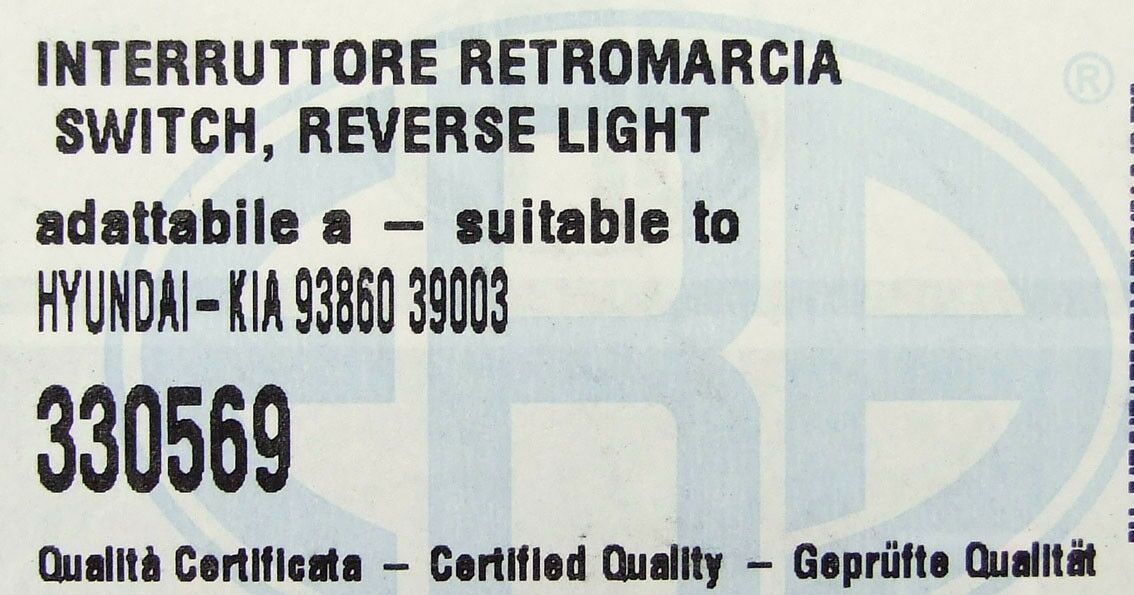 INTERRUTTORE RETROMARCIA
SWITCH, REVERSE LIGHT
adattabile a – suitable to
HYUNDAI-KIA 93860 39003
330569
Qualità Certificata – Certified Quality – Geprüfte Qualität
ERA
®